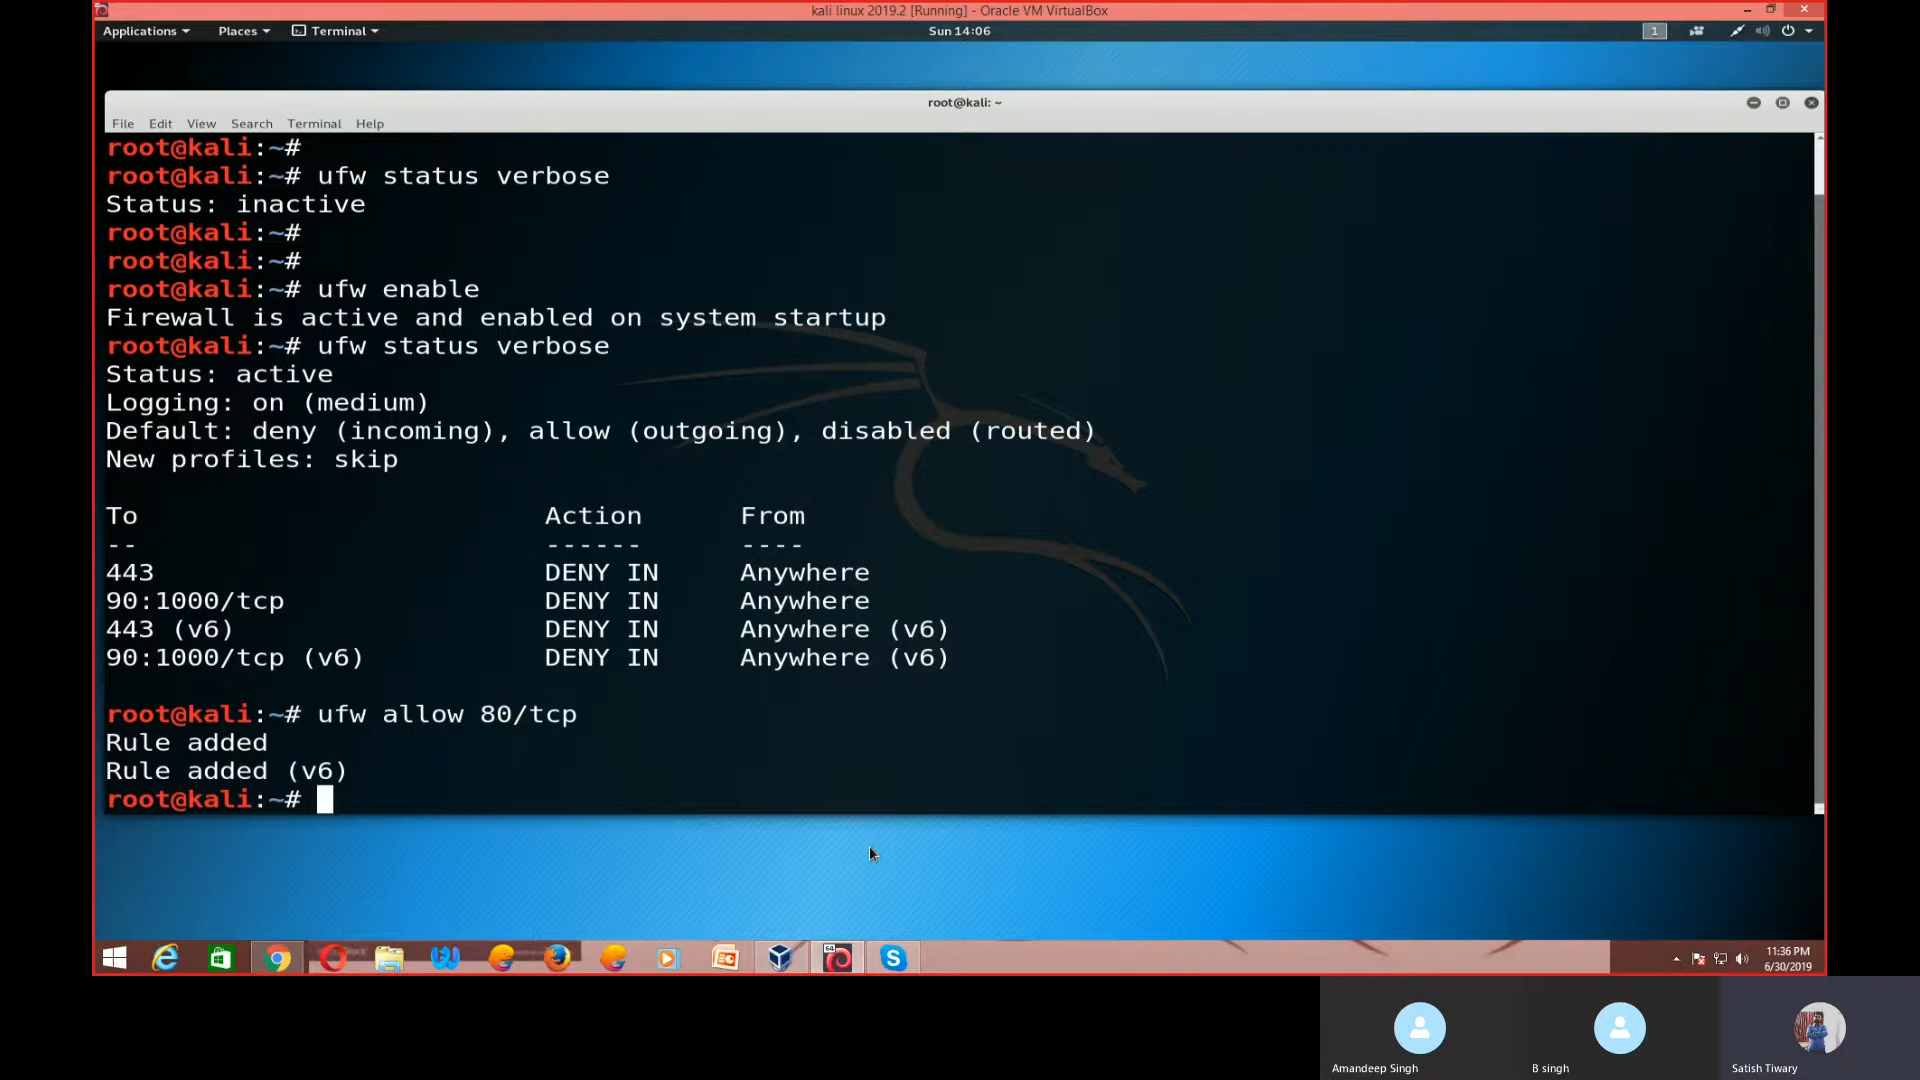 kali linux 2019.2 [Running] - Oracle VM VirtualBox
Applications Places Terminal Sun 14:06 1
root@kali: ~
File Edit View Search Terminal Help
root@kali:~#
root@kali:~# ufw status verbose
Status: inactive
root@kali:~#
root@kali:~#
root@kali:~# ufw enable
Firewall is active and enabled on system startup
root@kali:~# ufw status verbose
Status: active
Logging: on (medium)
Default: deny (incoming), allow (outgoing), disabled (routed)
New profiles: skip
To Action From
-- ------ ----
443 DENY IN Anywhere
90:1000/tcp DENY IN Anywhere
443 (v6) DENY IN Anywhere (v6)
90:1000/tcp (v6) DENY IN Anywhere (v6)
root@kali:~# ufw allow 80/tcp
Rule added
Rule added (v6)
root@kali:~#
64
11:36 PM
6/30/2019
Amandeep Singh B singh Satish Tiwary